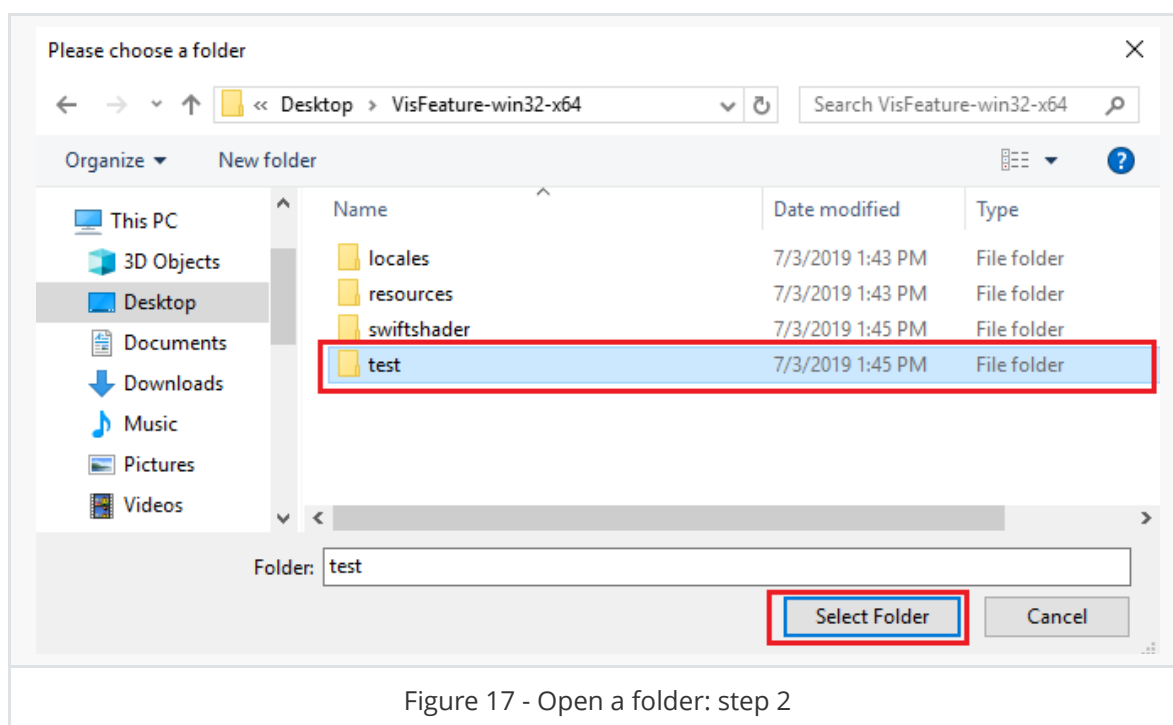 Please choose a folder
« Desktop > VisFeature-win32-x64 Search VisFeature-win32-x64
Organize New folder
Name Date modified Type
This PC
3D Objects
Desktop
Documents
Downloads
Music
Pictures
Videos
locales 7/3/2019 1:43 PM File folder
resources 7/3/2019 1:43 PM File folder
swiftshader 7/3/2019 1:45 PM File folder
test 7/3/2019 1:45 PM File folder
Folder: test
Select Folder Cancel
Figure 17 - Open a folder: step 2